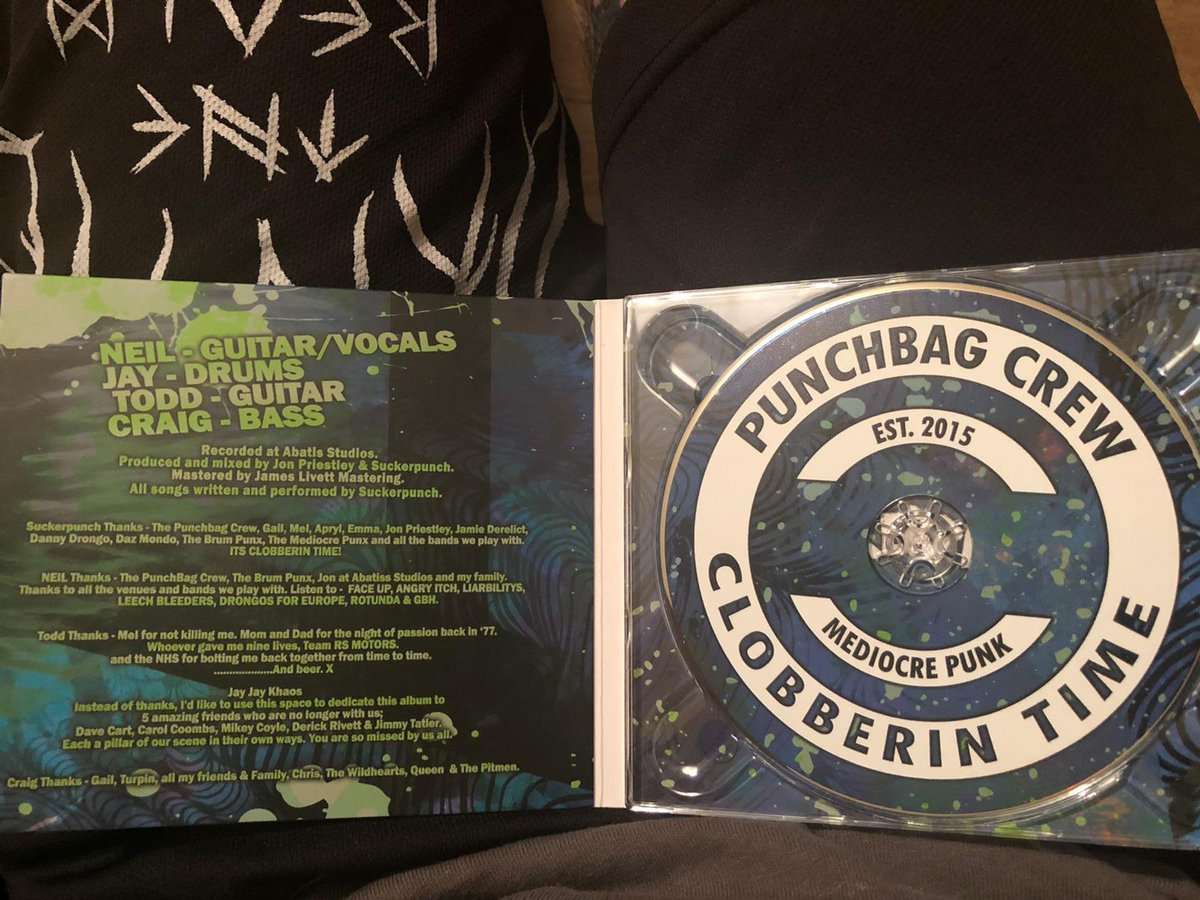 NEIL - GUITAR/VOCALS
JAY - DRUMS
TODD - GUITAR
CRAIG - BASS
Recorded at Abatis Studios.
Produced and mixed by Jon Priestley & Suckerpunch.
Mastered by James Livett Mastering.
All songs written and performed by Suckerpunch.
Suckerpunch Thanks - The Punchbag Crew, Gail, Mel, Apryl, Emma, Jon Priestley, Jamie Derelict,
Danny Drongo, Daz Mondo, The Brum Punx, The Mediocre Punx and all the bands we play with.
ITS CLOBBERIN TIME!
NEIL Thanks - The PunchBag Crew, The Brum Punx, Jon at Abatiss Studios and my family.
Thanks to all the venues and bands we play with. Listen to - FACE UP, ANGRY ITCH, LIARBILITYS,
LEECH BLEEDERS, DRONGOS FOR EUROPE, ROTUNDA & GBH.
Todd Thanks - Mel for not killing me. Mom and Dad for the night of passion back in '77.
Whoever gave me nine lives, Team RS MOTORS.
and the NHS for bolting me back together from time to time.
...................And beer. X
Jay Jay Khaos
Instead of thanks, I'd like to use this space to dedicate this album to
5 amazing friends who are no longer with us;
Dave Cart, Carol Coombs, Mikey Coyle, Derick Rivett & Jimmy Tatler.
Each a pillar of our scene in their own ways. You are so missed by us all.
Craig Thanks - Gail, Turpin, all my friends & Family, Chris, The Wildhearts, Queen & The Pitmen.
PUNCHBAG CREW
EST. 2015
MEDIOCRE PUNK
CLOBBERIN TIME